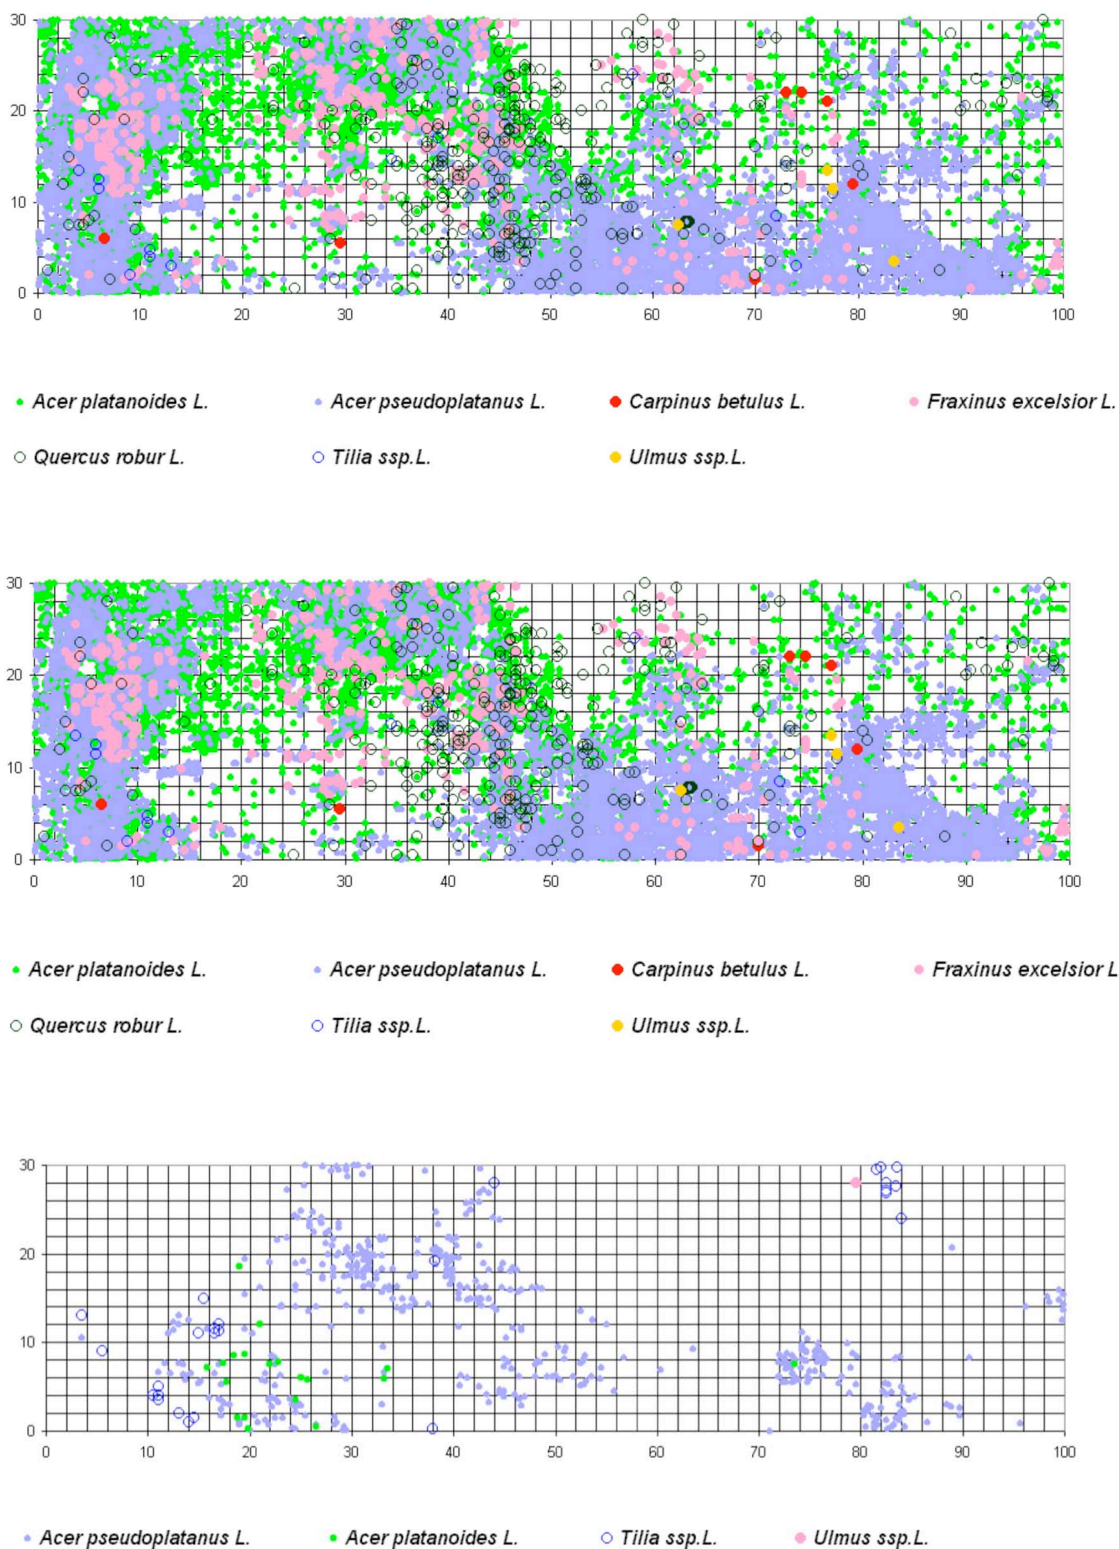 30
20
10
0
0 10 20 30 40 50 60 70 80 90 100
Acer platanoides L. Acer pseudoplatanus L. Carpinus betulus L. Fraxinus excelsior L.
Quercus robur L. Tilia ssp.L. Ulmus ssp.L.
30
20
10
0
0 10 20 30 40 50 60 70 80 90 100
Acer platanoides L. Acer pseudoplatanus L. Carpinus betulus L. Fraxinus excelsior L
Quercus robur L. Tilia ssp.L. Ulmus ssp.L.
30
20
10
0
0 10 20 30 40 50 60 70 80 90 100
Acer pseudoplatanus L. Acer platanoides L. Tilia ssp.L. Ulmus ssp.L.